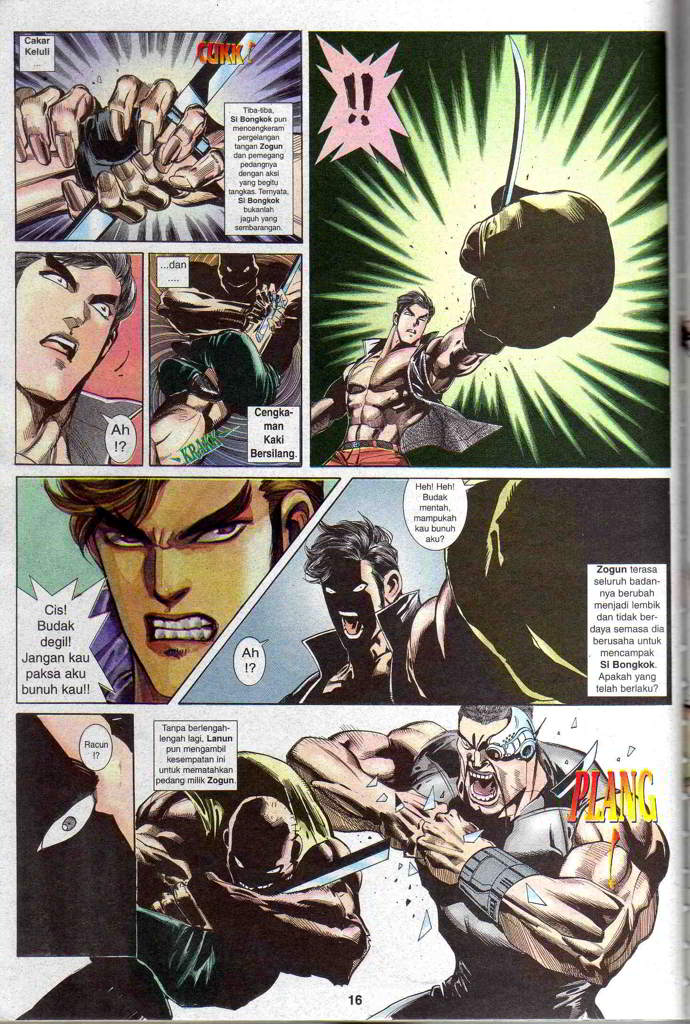 Cakar
Keluli
...
CUKK!
Tiba-tiba,
Si Bongkok pun
mencengkeram
pergelangan
tangan Zogun
dan pemegang
pedangnya
dengan aksi
yang begitu
tangkas. Ternyata,
Si Bongkok
bukanlah
jaguh yang
sembarangan.
!!
Ah
!?
...dan
....
KRAKK
Cengka-
man
Kaki
Bersilang.
Cis!
Budak
degil!
Jangan kau
paksa aku
bunuh kau!!
Ah
!?
Heh! Heh!
Budak
mentah,
mampukah
kau bunuh
aku?
Zogun terasa
seluruh badan-
nya berubah
menjadi lembik
dan tidak ber-
daya semasa dia
berusaha untuk
mencampak
Si Bongkok.
Apakah yang
telah berlaku?
Racun
!?
Tanpa berlengah-
lengah lagi, Lanun
pun mengambil
kesempatan ini
untuk mematahkan
pedang milik Zogun.
PLANG
!
16